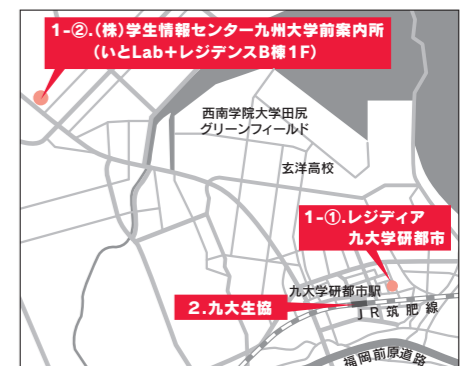 1-②.(株)学生情報センター九州大学前案内所
(いとLab+レジデンスB棟1F)
西南学院大学田尻
グリーンフィールド
玄洋高校
1-①.レジディア
九大学研都市
九大学研都市駅
2.九大生協
JR筑肥線
福岡前原道路